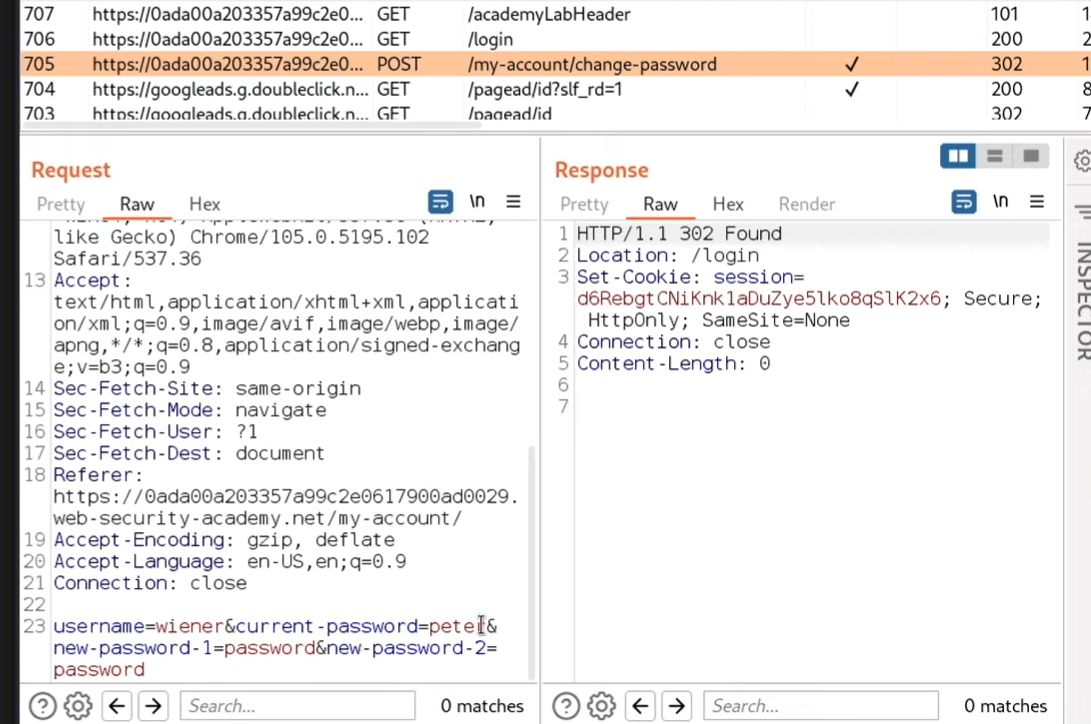 707 https://0ada00a203357a99c2e0... GET /academyLabHeader 101
706 https://0ada00a203357a99c2e0... GET /login 200
705 https://0ada00a203357a99c2e0... POST /my-account/change-password ✓ 302
704 https://googleads.g.doubleclick.n... GET /pagead/id?slf_rd=1 ✓ 200
703 https://googleads.g.doubleclick.n... GET /pagead/id 302
Request
Pretty Raw Hex \n
like Gecko) Chrome/105.0.5195.102
Safari/537.36
13 Accept:
text/html,application/xhtml+xml,applicati
on/xml;q=0.9,image/avif,image/webp,image/
apng,*/*;q=0.8,application/signed-exchang
e;v=b3;q=0.9
14 Sec-Fetch-Site: same-origin
15 Sec-Fetch-Mode: navigate
16 Sec-Fetch-User: ?1
17 Sec-Fetch-Dest: document
18 Referer:
https://0ada00a203357a99c2e0617900ad0029.
web-security-academy.net/my-account/
19 Accept-Encoding: gzip, deflate
20 Accept-Language: en-US,en;q=0.9
21 Connection: close
22
23 username=wiener&current-password=peter&
new-password-1=password&new-password-2=
password
Search... 0 matches
Response
Pretty Raw Hex Render \n
1 HTTP/1.1 302 Found
2 Location: /login
3 Set-Cookie: session=
d6RebgtCNiKnk1aDuZye5lko8qSlK2x6; Secure;
HttpOnly; SameSite=None
4 Connection: close
5 Content-Length: 0
6
7
Search... 0 matches
INSPECTOR